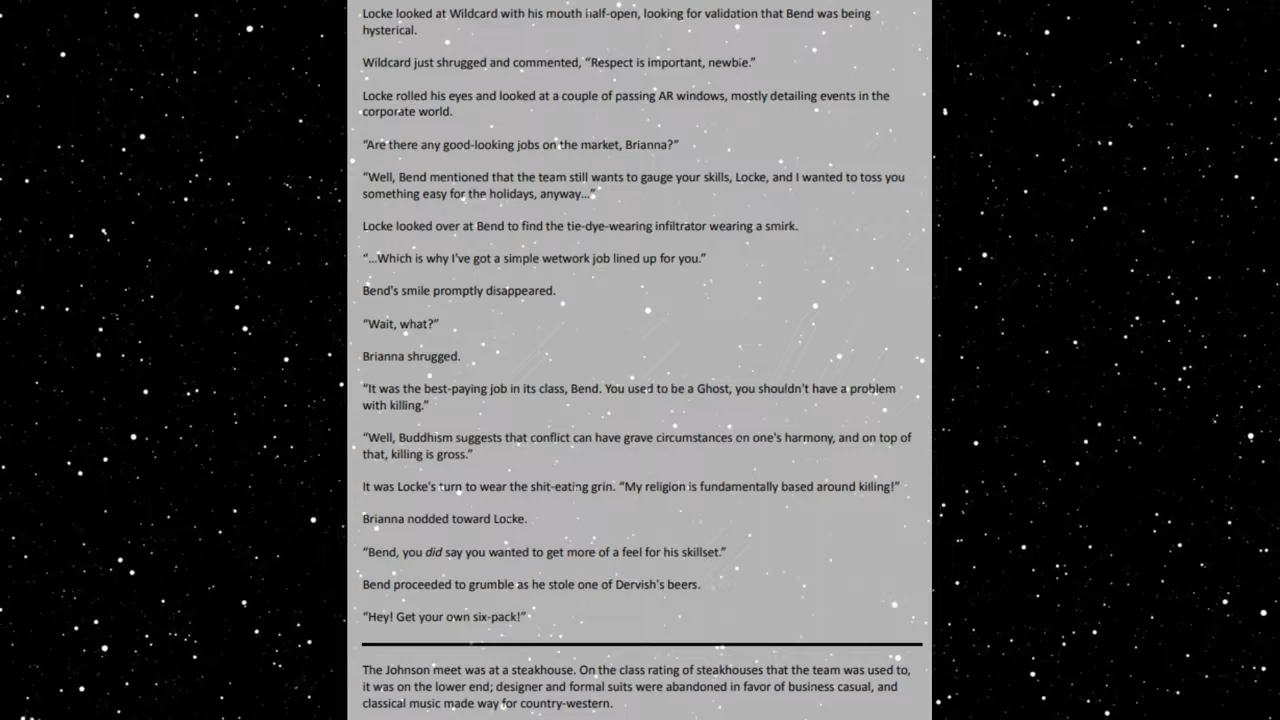 Locke looked at Wildcard with his mouth half-open, looking for validation that Bend was being
hysterical.
Wildcard just shrugged and commented, “Respect is important, newbie.”
Locke rolled his eyes and looked at a couple of passing AR windows, mostly detailing events in the
corporate world.
“Are there any good-looking jobs on the market, Brianna?”
“Well, Bend mentioned that the team still wants to gauge your skills, Locke, and I wanted to toss you
something easy for the holidays, anyway...”
Locke looked over at Bend to find the tie-dye-wearing infiltrator wearing a smirk.
“...Which is why I've got a simple wetwork job lined up for you.”
Bend's smile promptly disappeared.
“Wait, what?”
Brianna shrugged.
“It was the best-paying job in its class, Bend. You used to be a Ghost, you shouldn't have a problem
with killing.”
“Well, Buddhism suggests that conflict can have grave circumstances on one's harmony, and on top of
that, killing is gross.”
It was Locke's turn to wear the shit-eating grin. “My religion is fundamentally based around killing!”
Brianna nodded toward Locke.
“Bend, you did say you wanted to get more of a feel for his skillset.”
Bend proceeded to grumble as he stole one of Dervish's beers.
“Hey! Get your own six-pack!”
The Johnson meet was at a steakhouse. On the class rating of steakhouses that the team was used to,
it was on the lower end; designer and formal suits were abandoned in favor of business casual, and
classical music made way for country-western.